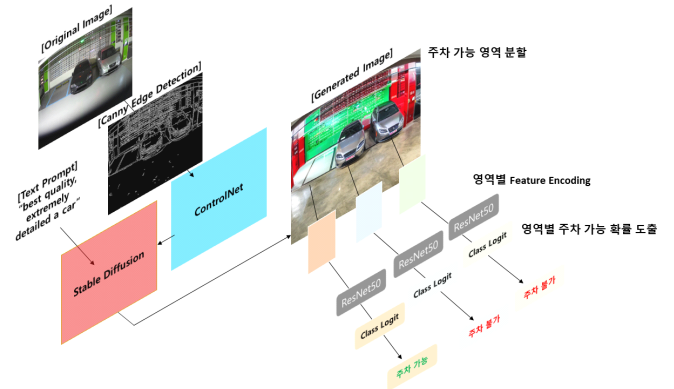 [Original Image]
[Canny Edge Detection]
[Text Prompt]
"best quality,
extremely
detailed a car"
ControlNet
Stable Diffusion
[Generated Image]
주차 가능 영역 분할
영역별 Feature Encoding
영역별 주차 가능 확률 도출
ResNet50
Class Logit
주차 불가
ResNet50
Class Logit
주차 불가
ResNet50
Class Logit
주차 가능